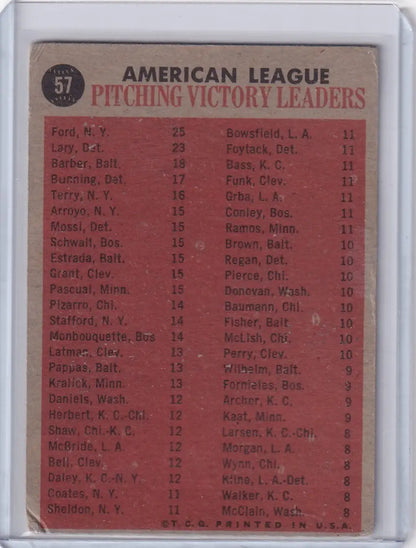 57
AMERICAN LEAGUE
PITCHING VICTORY LEADERS
Ford, N. Y. 25
Lary, Det. 23
Barber, Balt. 18
Bunning, Det. 17
Terry, N. Y. 16
Arroyo, N. Y. 15
Mossi, Det. 15
Schwall, Bos. 15
Estrada, Balt. 15
Grant, Clev. 15
Pascual, Minn. 15
Pizarro, Chi. 14
Stafford, N. Y. 14
Monbouquette, Bos 14
Latman, Clev. 13
Pappas, Balt. 13
Kralick, Minn. 13
Daniels, Wash. 12
Herbert, K. C.-Chi. 12
Shaw, Chi.-K. C. 12
McBride, L. A. 12
Bell, Clev. 12
Daley, K. C.-N. Y. 12
Coates, N. Y. 11
Sheldon, N. Y. 11
Bowsfield, L. A. 11
Foytack, Det. 11
Bass, K. C. 11
Funk, Clev. 11
Grba, L. A. 11
Conley, Bos. 11
Ramos, Minn. 11
Brown, Balt. 10
Regan, Det. 10
Pierce, Chi. 10
Donovan, Wash. 10
Baumann, Chi. 10
Fisher, Balt 10
McLish, Chi. 10
Perry, Clev. 10
Wilhelm, Balt. 9
Fornieles, Bos. 9
Archer, K. C. 9
Kaat, Minn. 9
Larsen, K. C.-Chi. 8
Morgan, L. A. 8
Wynn, Chi. 8
Kline, L. A.-Det. 8
Walker, K. C. 8
McClain, Wash. 8
© T. C. G. PRINTED IN U.S.A.